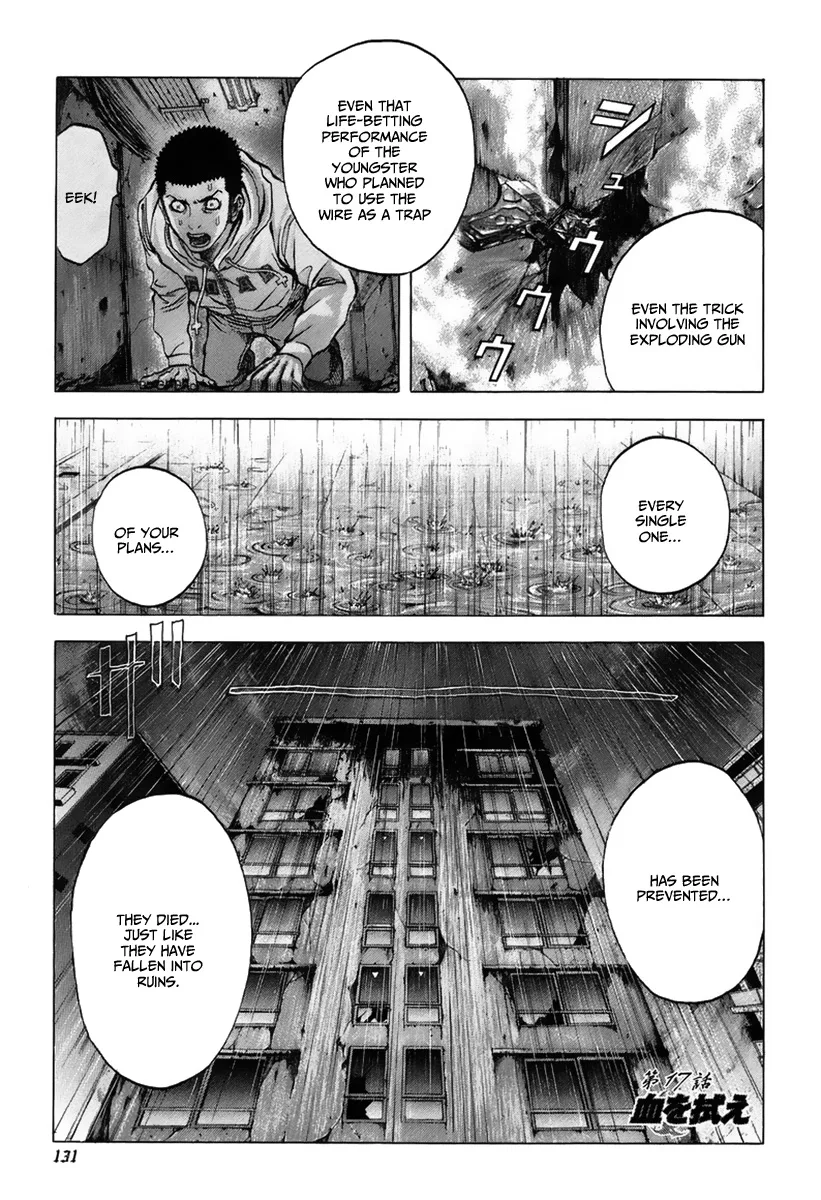 EVEN THE TRICK
INVOLVING THE
EXPLODING GUN
シュウウウウ
EVEN THAT
LIFE-BETTING
PERFORMANCE
OF THE
YOUNGSTER
WHO PLANNED
TO USE THE
WIRE AS A TRAP
EEK!
EVERY
SINGLE
ONE...
OF YOUR
PLANS...
HAS BEEN
PREVENTED...
ザ
THEY DIED...
JUST LIKE
THEY HAVE
FALLEN INTO
RUINS.
第17話
血を拭え
131